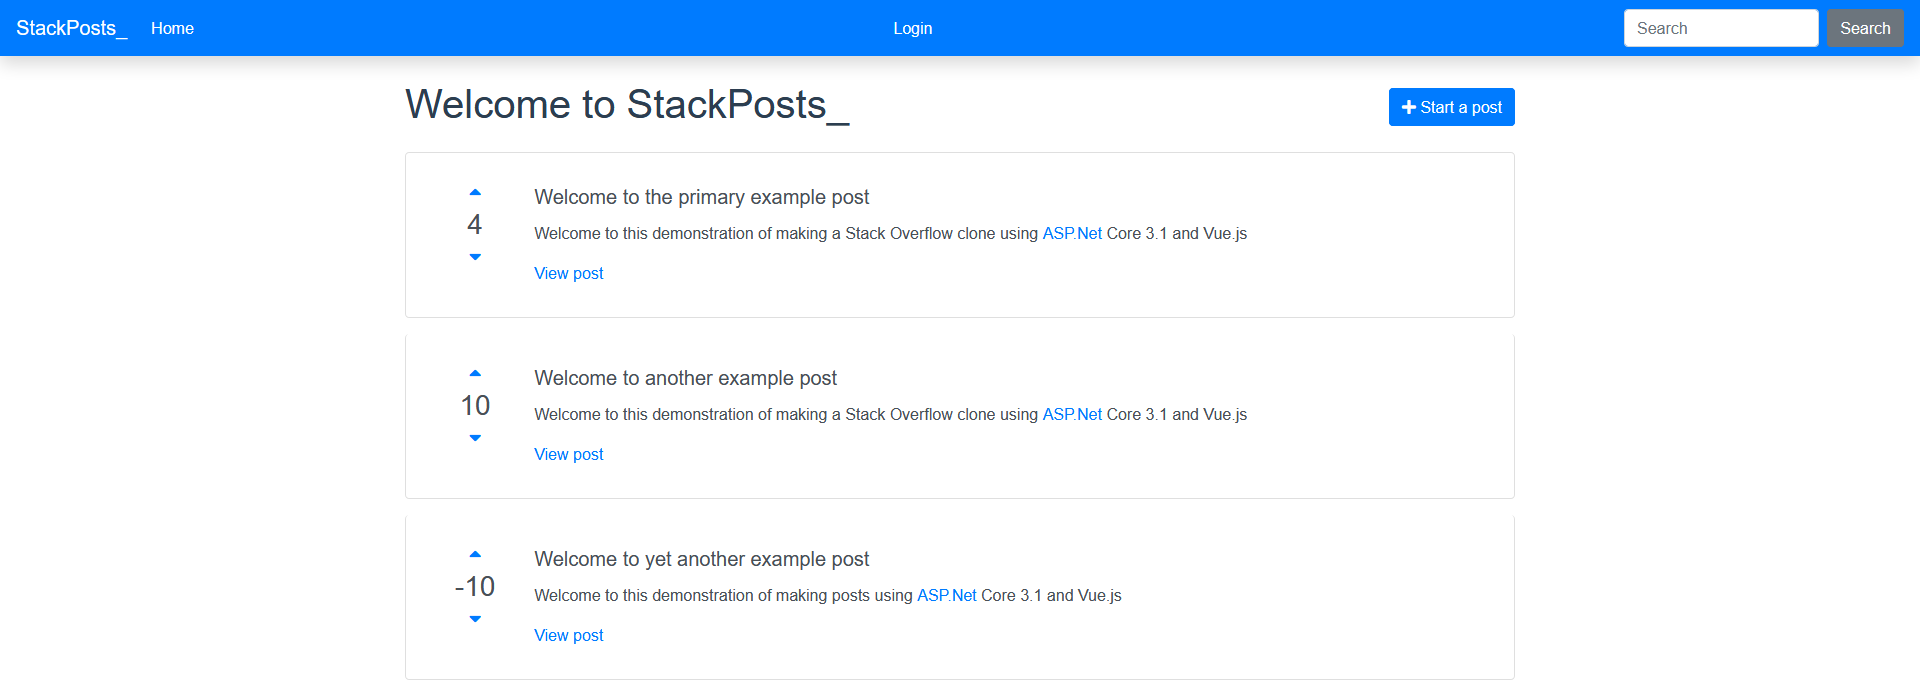 StackPosts_ Home Login Search Search
Welcome to StackPosts_ Start a post
Welcome to the primary example post
4
Welcome to this demonstration of making a Stack Overflow clone using ASP.Net Core 3.1 and Vue.js
View post
Welcome to another example post
10
Welcome to this demonstration of making a Stack Overflow clone using ASP.Net Core 3.1 and Vue.js
View post
Welcome to yet another example post
-10
Welcome to this demonstration of making posts using ASP.Net Core 3.1 and Vue.js
View post